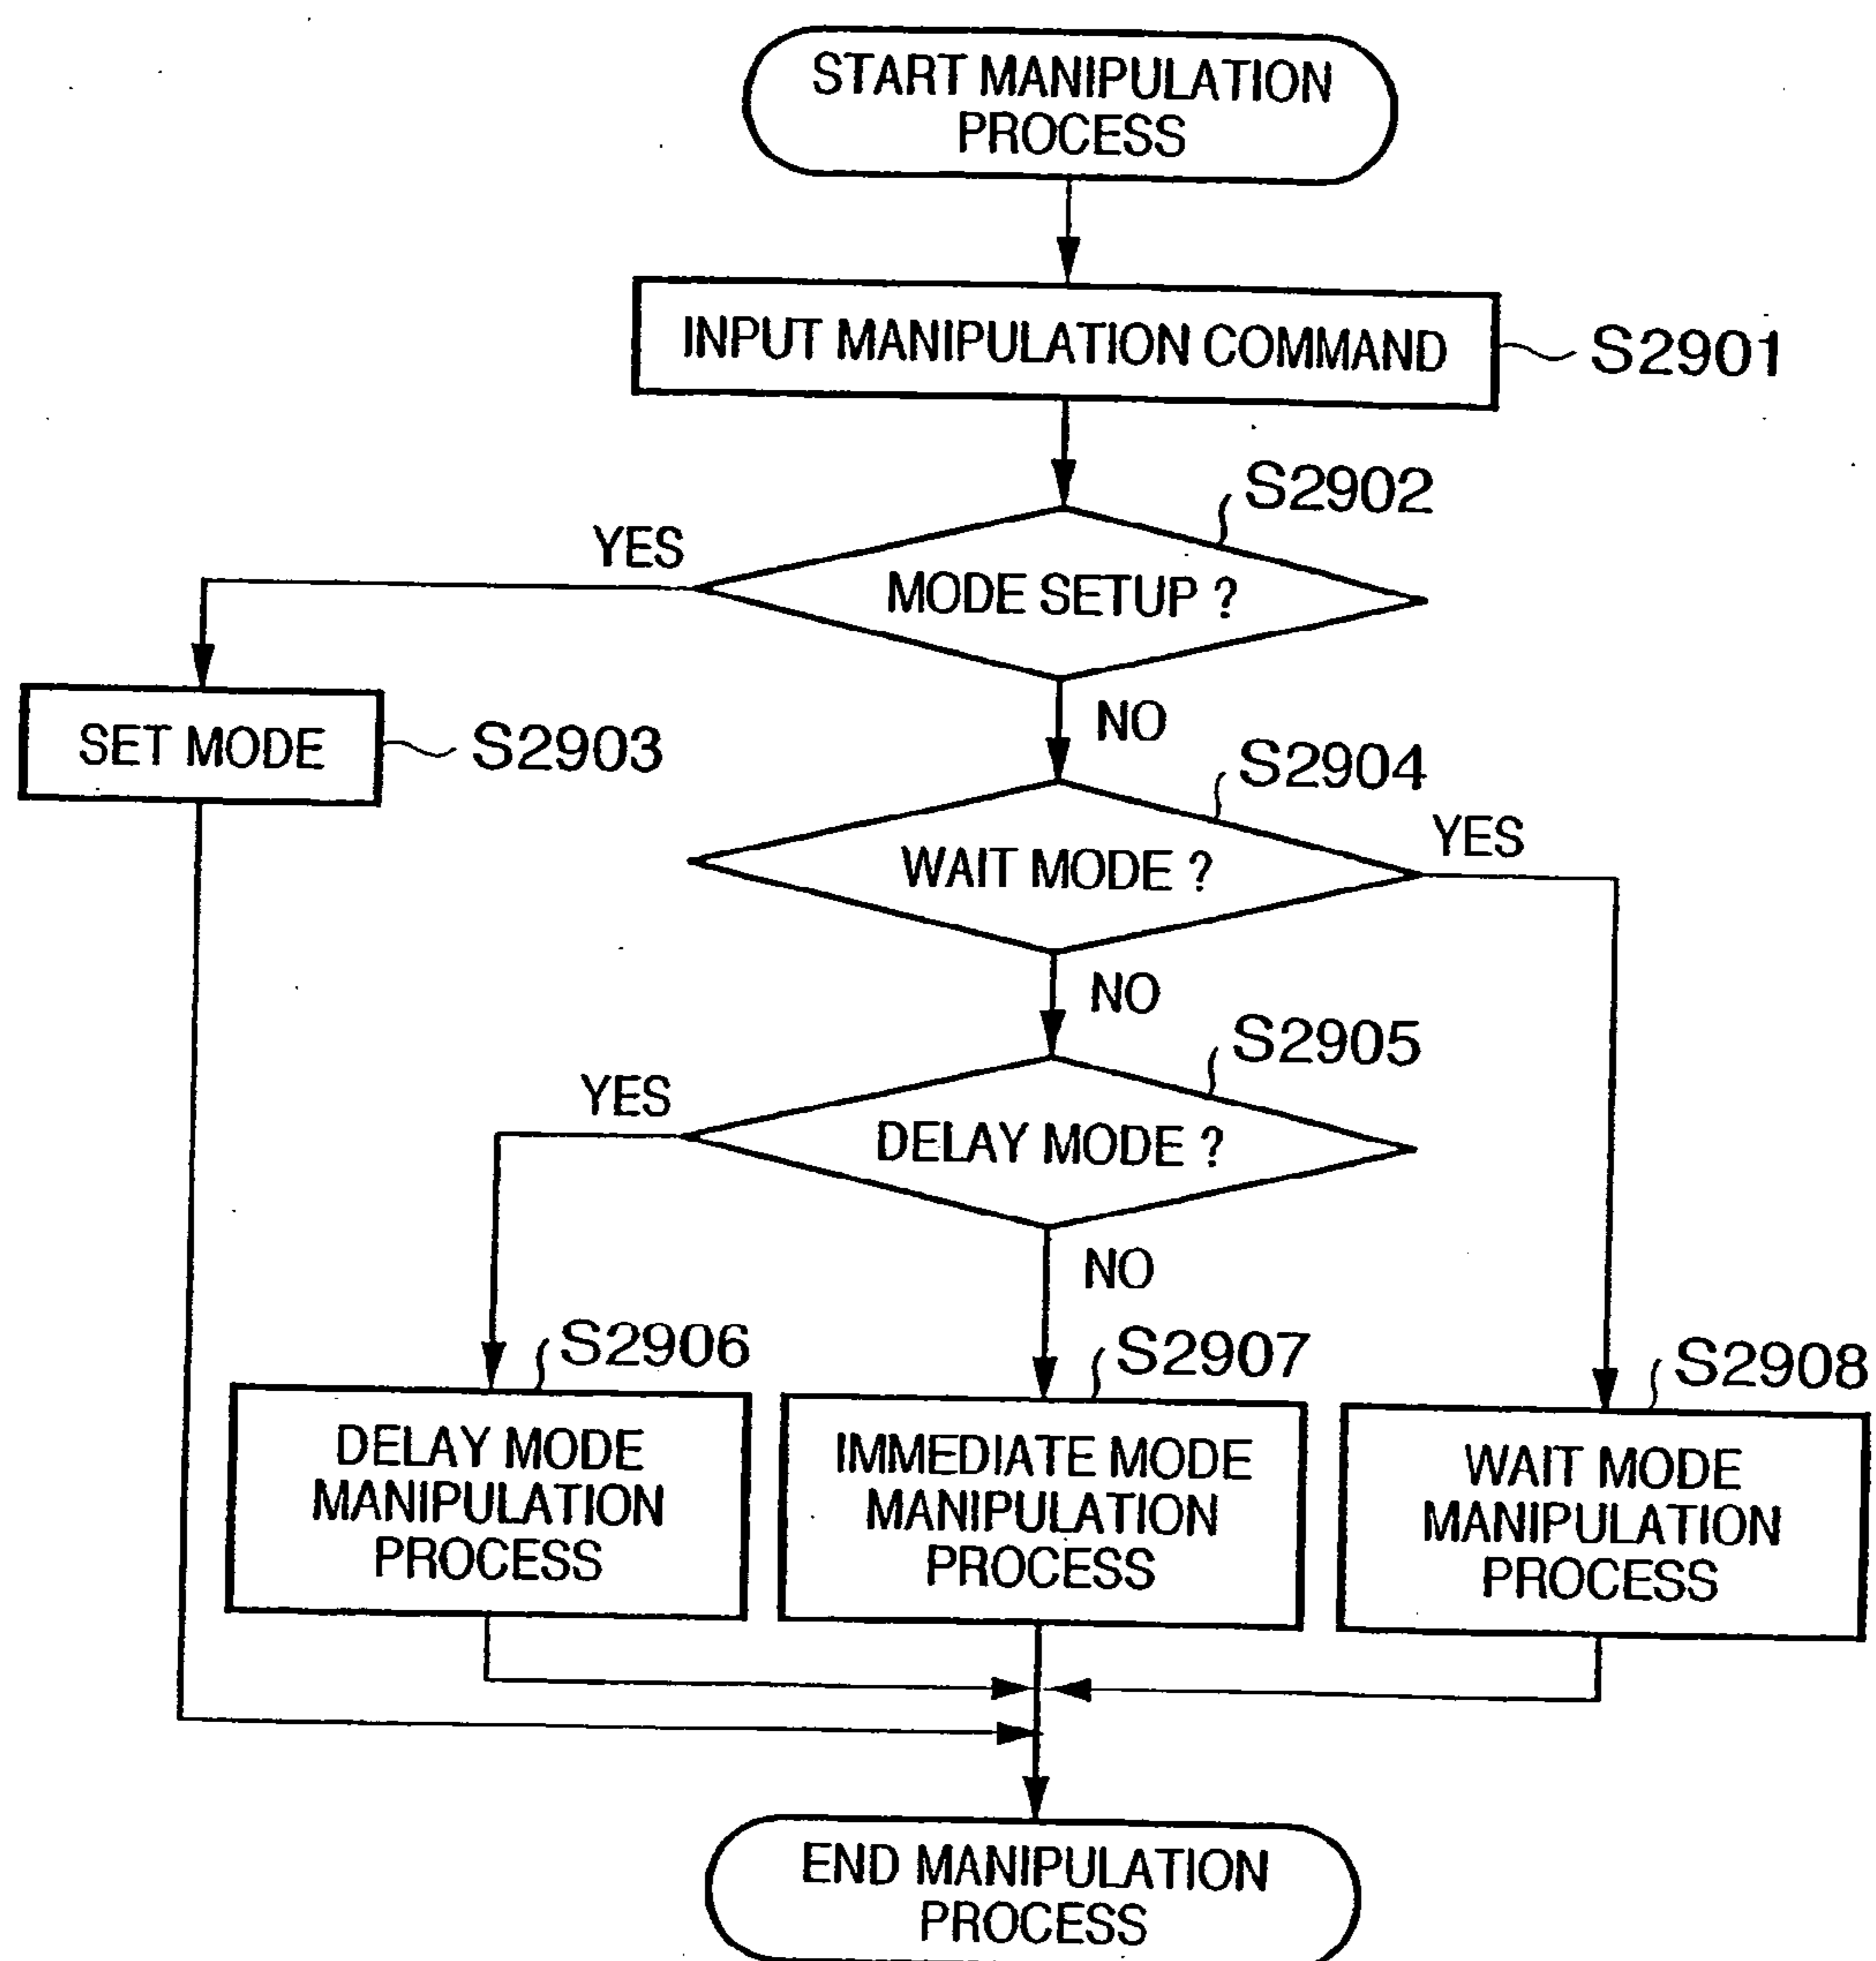 START MANIPULATION
PROCESS
INPUT MANIPULATION COMMAND
S2901
S2902
YES
MODE SETUP ?
NO
SET MODE
S2903
S2904
YES
WAIT MODE ?
NO
S2905
YES
DELAY MODE ?
NO
S2906
S2907
S2908
DELAY MODE
MANIPULATION
PROCESS
IMMEDIATE MODE
MANIPULATION
PROCESS
WAIT MODE
MANIPULATION
PROCESS
END MANIPULATION
PROCESS